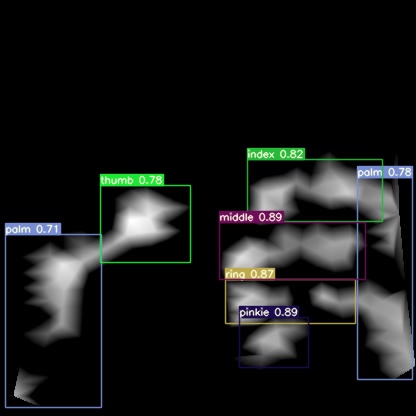 index 0.82
palm 0.78
thumb 0.78
middle 0.89
palm 0.71
ring 0.87
pinkie 0.89